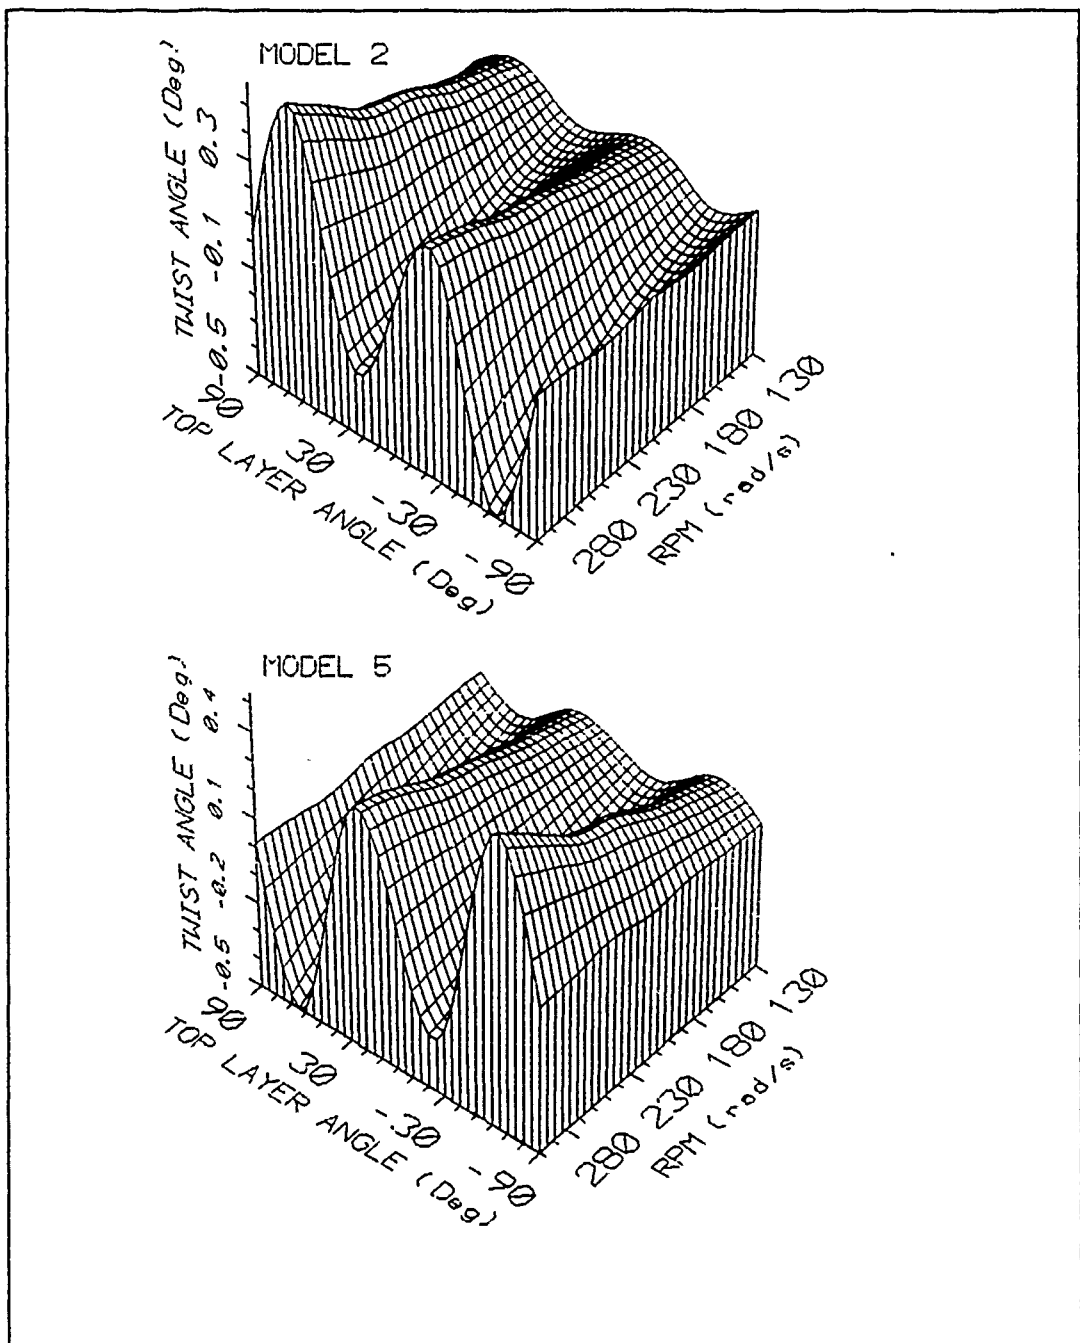 MODEL 2
TWIST ANGLE (Deg.)
-0.5 -0.1 0.3
90 30 -30 -90
TOP LAYER ANGLE (Deg)
280 230 180 130
RPM (rad/s)
MODEL 5
TWIST ANGLE (Deg.)
-0.5 -0.2 0.1 0.4
90 30 -30 -90
TOP LAYER ANGLE (Deg)
280 230 180 130
RPM (rad/s)